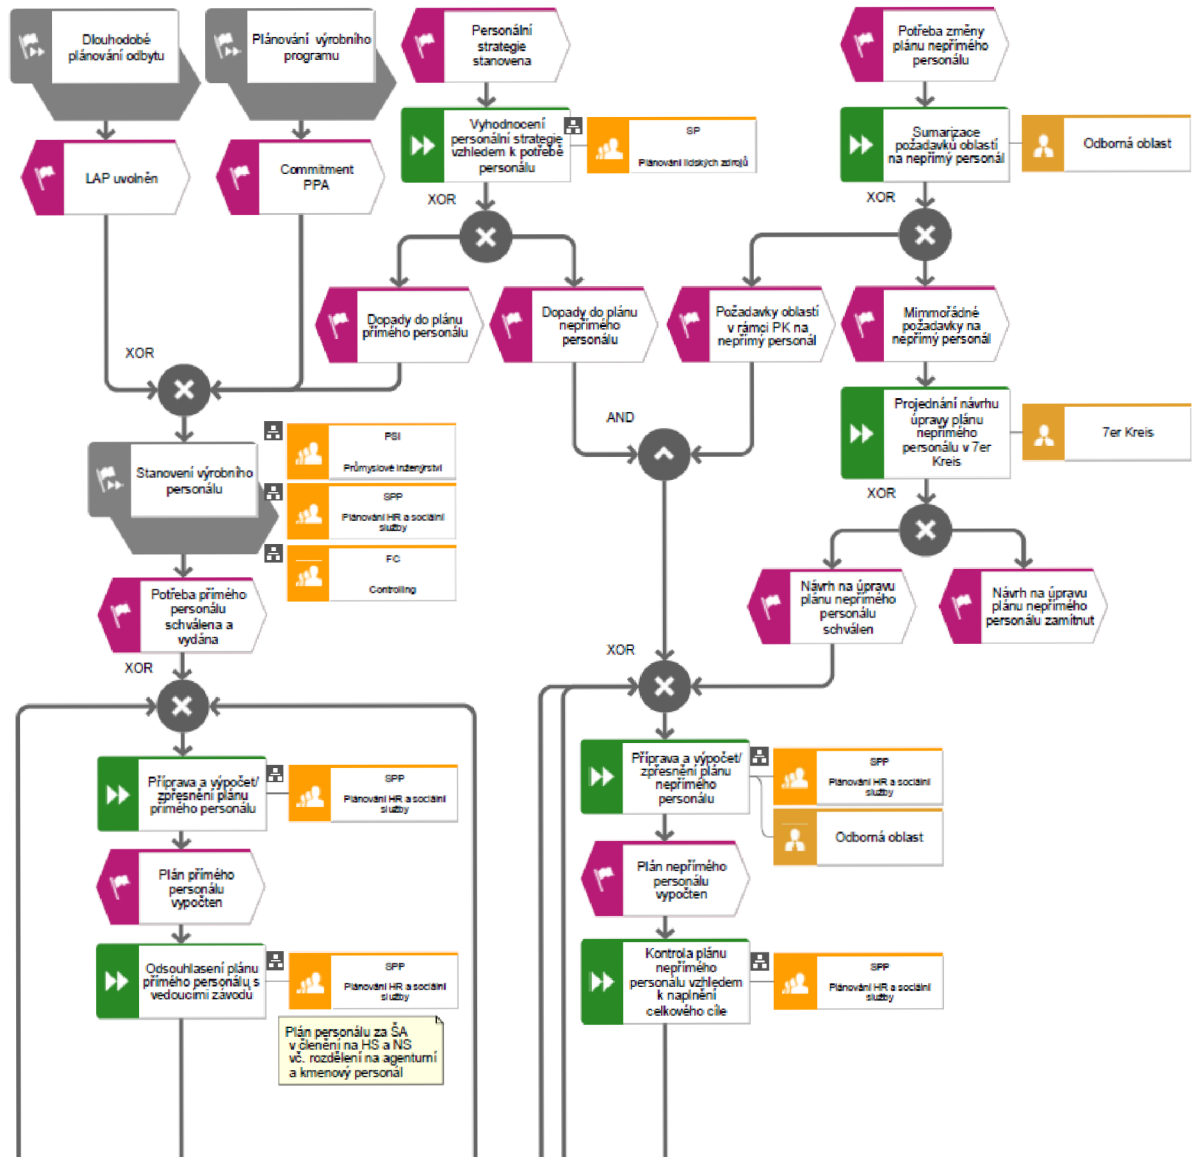 Dlouhodobé
plánování odbytu
Plánování výrobního
programu
Personální
strategie
stanovena
Potřeba změny
plánu nepřímého
personálu
LAP uvolněn
Commitment
PPA
Vyhodnocení
personální strategie
vzhledem k potřebě
personálu
SP
Plánování lidských zdrojů
Sumarizace
požadavků oblastí
na nepřímý personál
Odborná oblast
XOR
XOR
Dopady do plánu
přímého personálu
Dopady do plánu
nepřímého
personálu
Požadavky oblastí
v rámci PK na
nepřímý personál
Mimmořádné
požadavky na
nepřímý personál
XOR
AND
Projednání návrhu
úpravy plánu
nepřímého
personálu v 7er
Kreis
7er Kreis
Stanovení výrobního
personálu
PSI
Průmyslové inženýrství
SPP
Plánování HR a sociální
služby
FC
Controlling
XOR
Potřeba přímého
personálu
schválena a
vydána
Návrh na úpravu
plánu nepřímého
personálu
schválen
Návrh na úpravu
plánu nepřímého
personálu zamítnut
XOR
XOR
Příprava a výpočet/
zpřesnění plánu
přímého personálu
SPP
Plánování HR a sociální
služby
Příprava a výpočet/
zpřesnění plánu
nepřímého
personálu
SPP
Plánování HR a sociální
služby
Odborná oblast
Plán přímého
personálu
vypočten
Plán nepřímého
personálu
vypočten
Odsouhlasení plánu
přímého personálu s
vedoucími závodů
SPP
Plánování HR a sociální
služby
Kontrola plánu
nepřímého
personálu vzhledem
k naplnění
celkového cíle
SPP
Plánování HR a sociální
služby
Plán personálu za ŠA
v členění na HS a NS
vč. rozdělení na agenturní
a kmenový personál